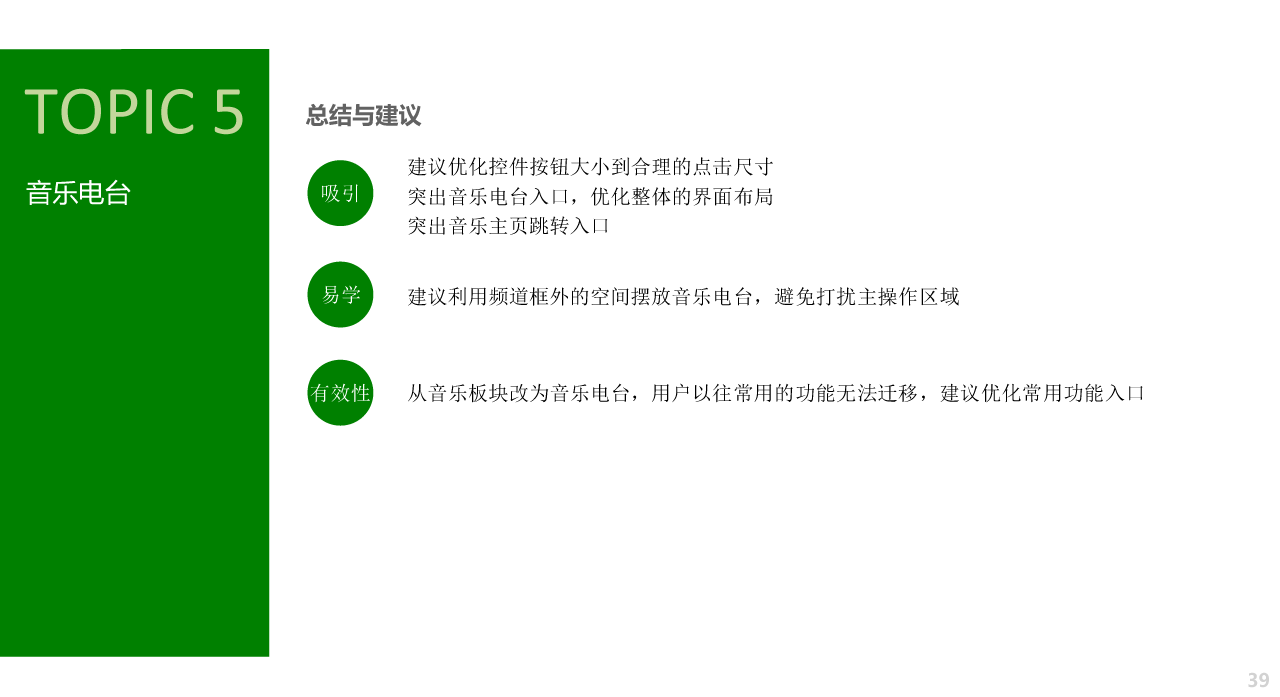 TOPIC 5
音乐电台
总结与建议
吸引
建议优化控件按钮大小到合理的点击尺寸
突出音乐电台入口，优化整体的界面布局
突出音乐主页跳转入口
易学
建议利用频道框外的空间摆放音乐电台，避免打扰主操作区域
有效性
从音乐板块改为音乐电台，用户以往常用的功能无法迁移，建议优化常用功能入口
39